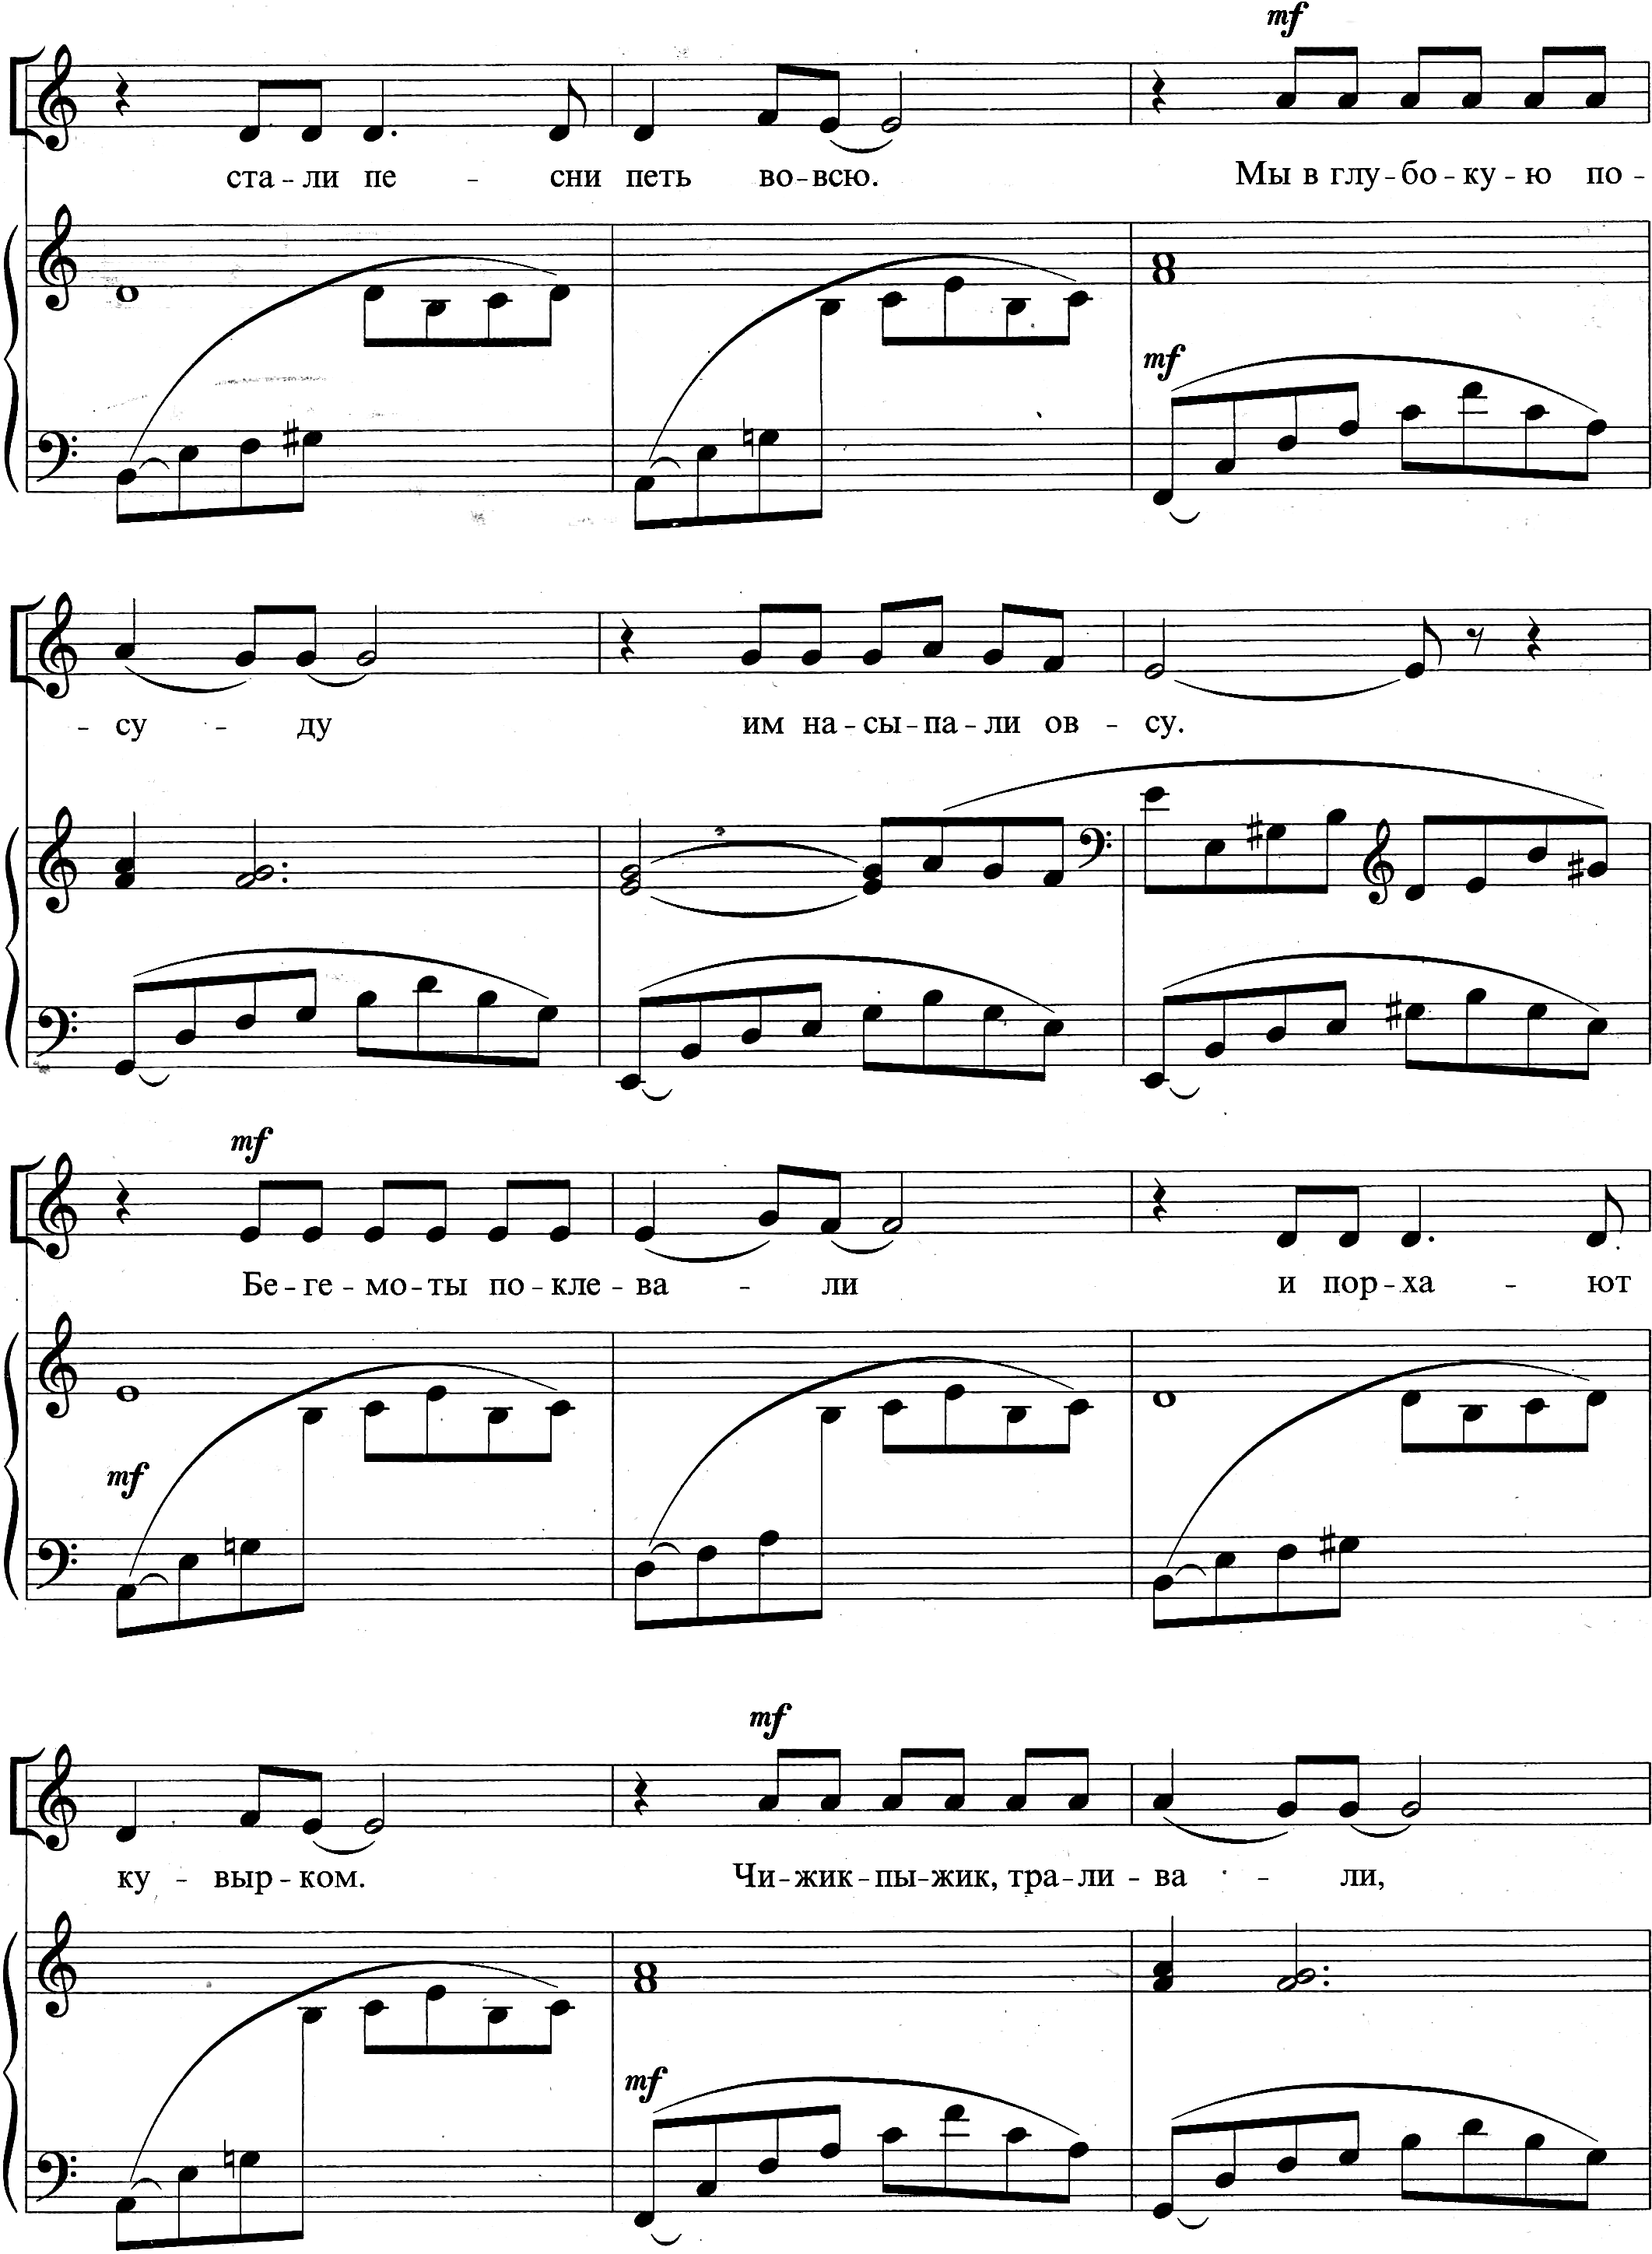 mf
ста - ли пе - сни петь во - всю. Мы в глу - бо - ку - ю по -
mf
- су - ду им на - сы - па - ли ов - су.
mf
Бе - ге - мо - ты по - кле - ва - ли и пор - ха - ют
mf
mf
ку - выр - ком. Чи - жик - пы - жик, тра - ли - ва - ли,
mf